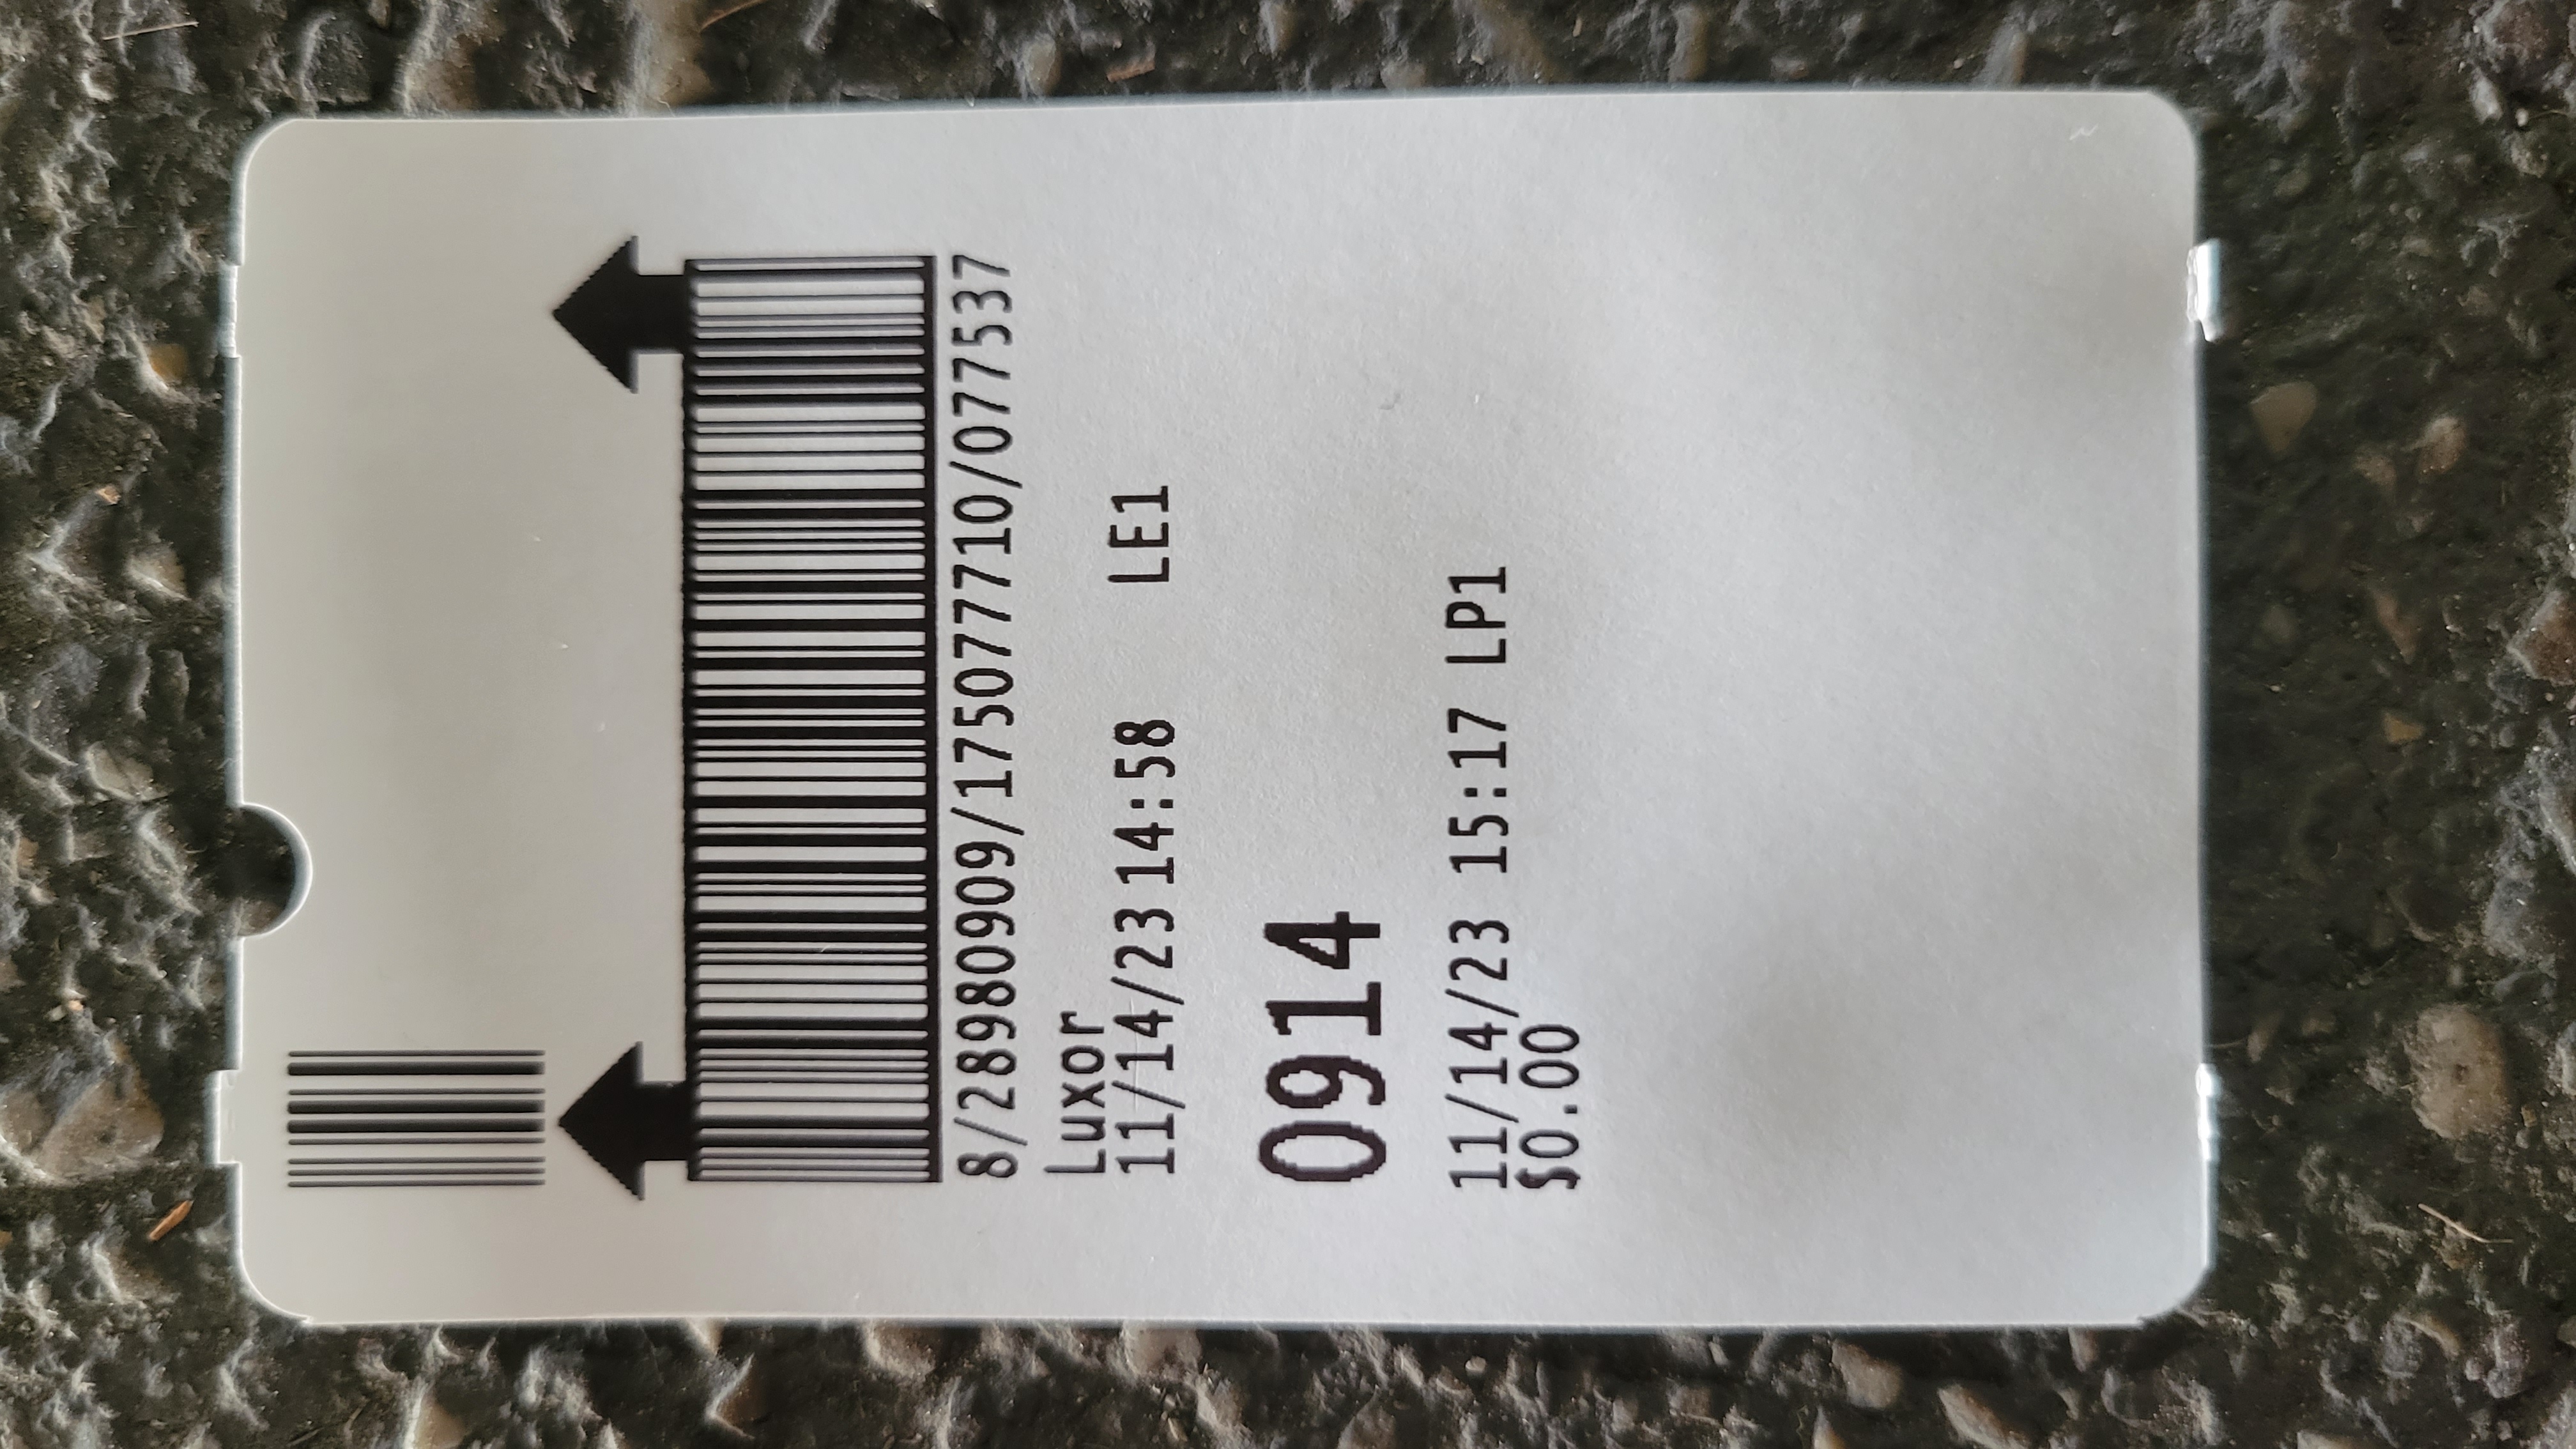 8/28980909/175077710/077537
Luxor
11/14/23 14:58 LE1
0914
11/14/23 15:17 LP1
$0.00